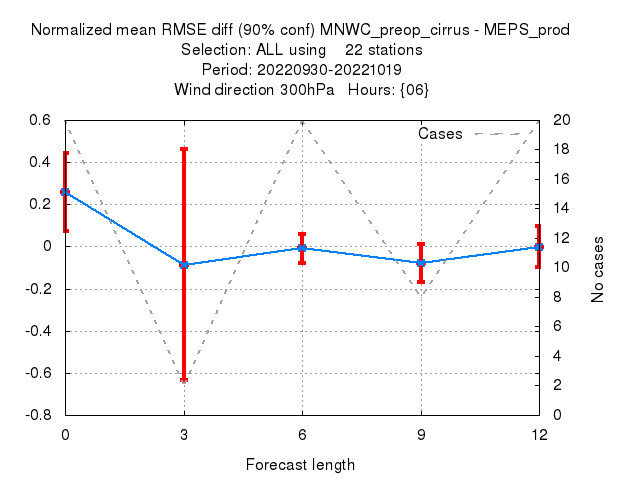 Normalized mean RMSE diff (90% conf) MNWC_preop_cirrus - MEPS_prod
Selection: ALL using 22 stations
Period: 20220930-20221019
Wind direction 300hPa Hours: {06}
Cases
0.6
0.4
0.2
0
-0.2
-0.4
-0.6
-0.8
20
18
16
14
12
10
8
6
4
2
0
No cases
0 3 6 9 12
Forecast length